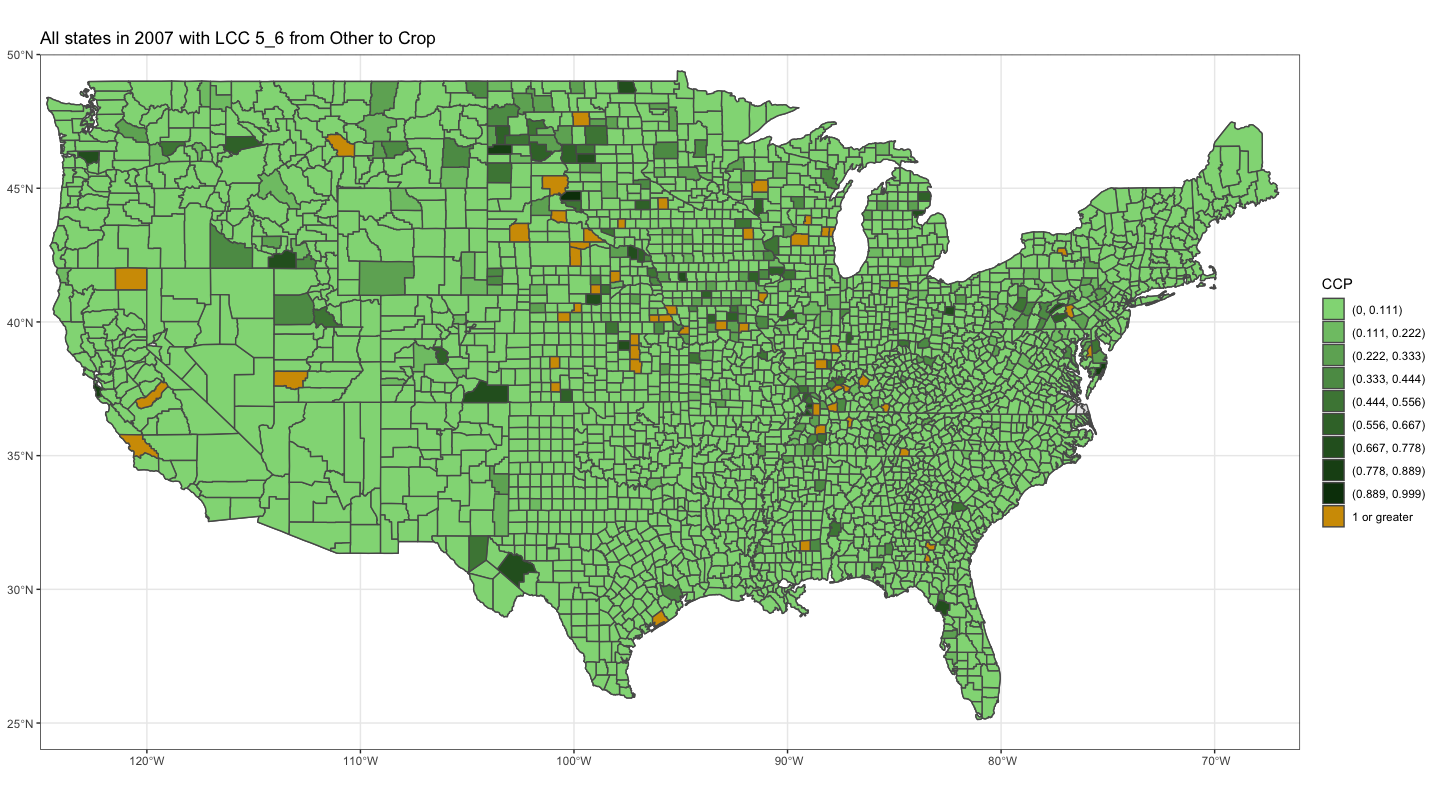 All states in 2007 with LCC 5_6 from Other to Crop
50°N
45°N
40°N
35°N
30°N
25°N
120°W
110°W
100°W
90°W
80°W
70°W
CCP
(0, 0.111)
(0.111, 0.222)
(0.222, 0.333)
(0.333, 0.444)
(0.444, 0.556)
(0.556, 0.667)
(0.667, 0.778)
(0.778, 0.889)
(0.889, 0.999)
1 or greater